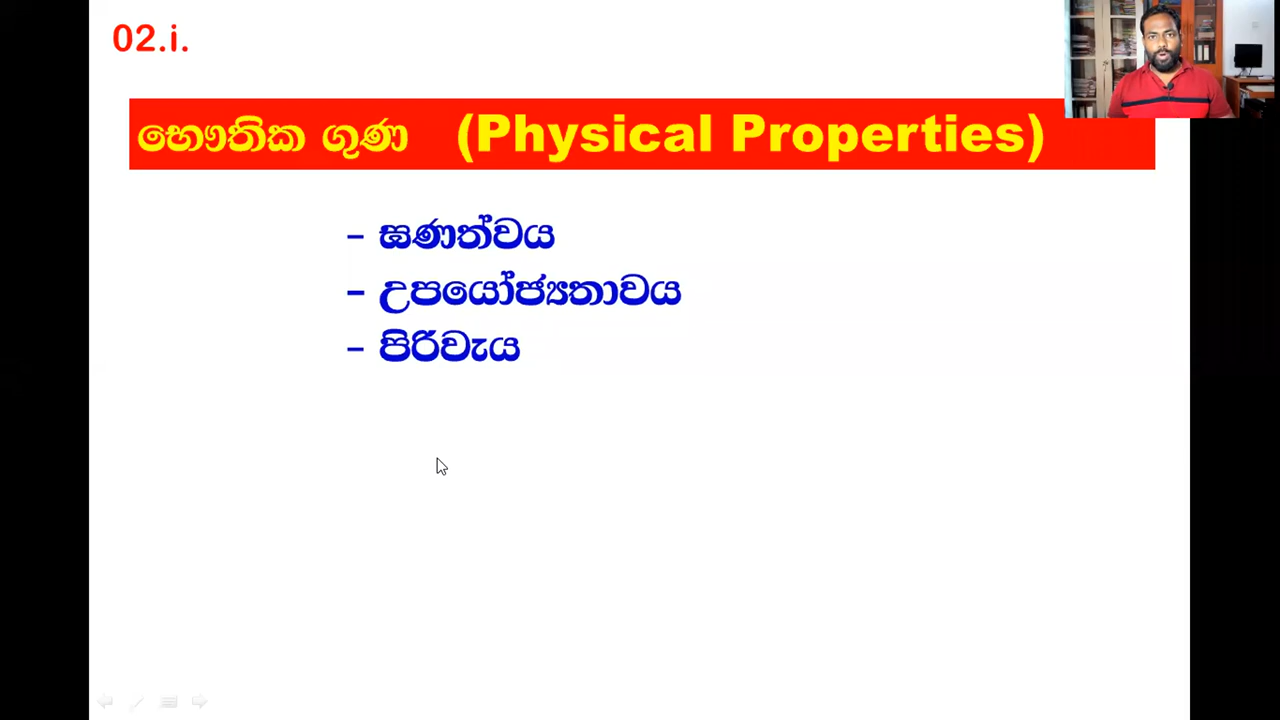 02.i.
භෞතික ගුණ (Physical Properties)
- ඝණත්වය
- උපයෝජ්‍යතාවය
- පිරිවැය